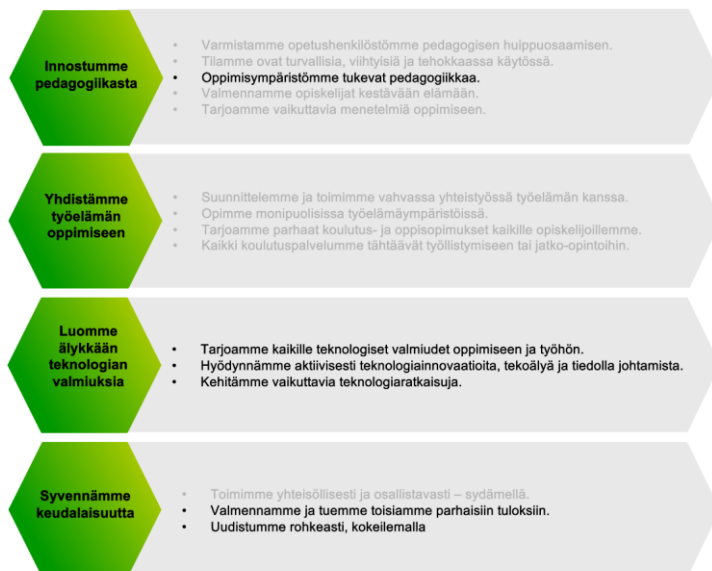 Innostumme
pedagogiikasta
• Varmistamme opetushenkilöstömme pedagogisen huippuosaamisen.
• Tilamme ovat turvallisia, viihtyisiä ja tehokkaassa käytössä.
• Oppimisympäristömme tukevat pedagogiikkaa.
• Valmennamme opiskelijat kestävään elämään.
• Tarjoamme vaikuttavia menetelmiä oppimiseen.
Yhdistämme
työelämän
oppimiseen
• Suunnittelemme ja toimimme vahvassa yhteistyössä työelämän kanssa.
• Opimme monipuolisissa työelämäympäristöissä.
• Tarjoamme parhaat koulutus- ja oppisopimukset kaikille opiskelijoillemme.
• Kaikki koulutuspalvelumme tähtäävät työllistymiseen tai jatko-opintoihin.
Luomme
älykkään
teknologian
valmiuksia
• Tarjoamme kaikille teknologiset valmiudet oppimiseen ja työhön.
• Hyödynnämme aktiivisesti teknologiainnovaatioita, tekoälyä ja tiedolla johtamista.
• Kehitämme vaikuttavia teknologiaratkaisuja.
Syvennämme
keudalaisuutta
• Toimimme yhteisöllisesti ja osallistavasti – sydämellä.
• Valmennamme ja tuemme toisiamme parhaisiin tuloksiin.
• Uudistumme rohkeasti, kokeilemalla